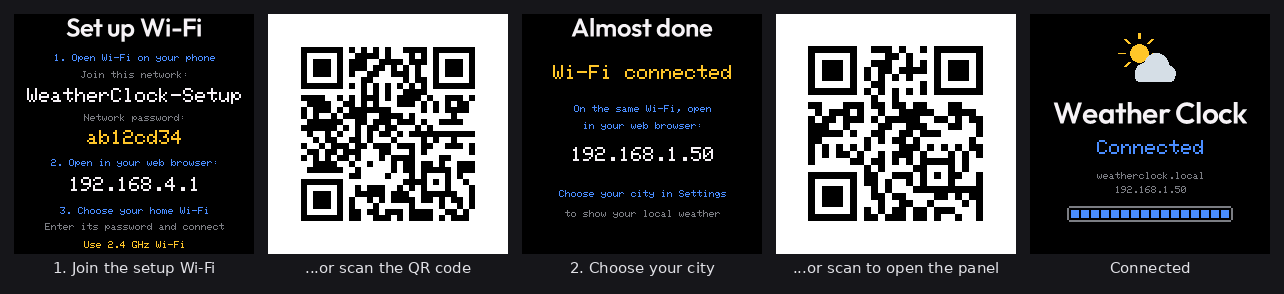 Set up Wi-Fi
1. Open Wi-Fi on your phone
Join this network:
WeatherClock-Setup
Network password:
ab12cd34
2. Open in your web browser:
192.168.4.1
3. Choose your home Wi-Fi
Enter its password and connect
Use 2.4 GHz Wi-Fi
1. Join the setup Wi-Fi
...or scan the QR code
Almost done
Wi-Fi connected
On the same Wi-Fi, open
in your web browser:
192.168.1.50
Choose your city in Settings
to show your local weather
2. Choose your city
...or scan to open the panel
Weather Clock
Connected
weatherclock.local
192.168.1.50
Connected